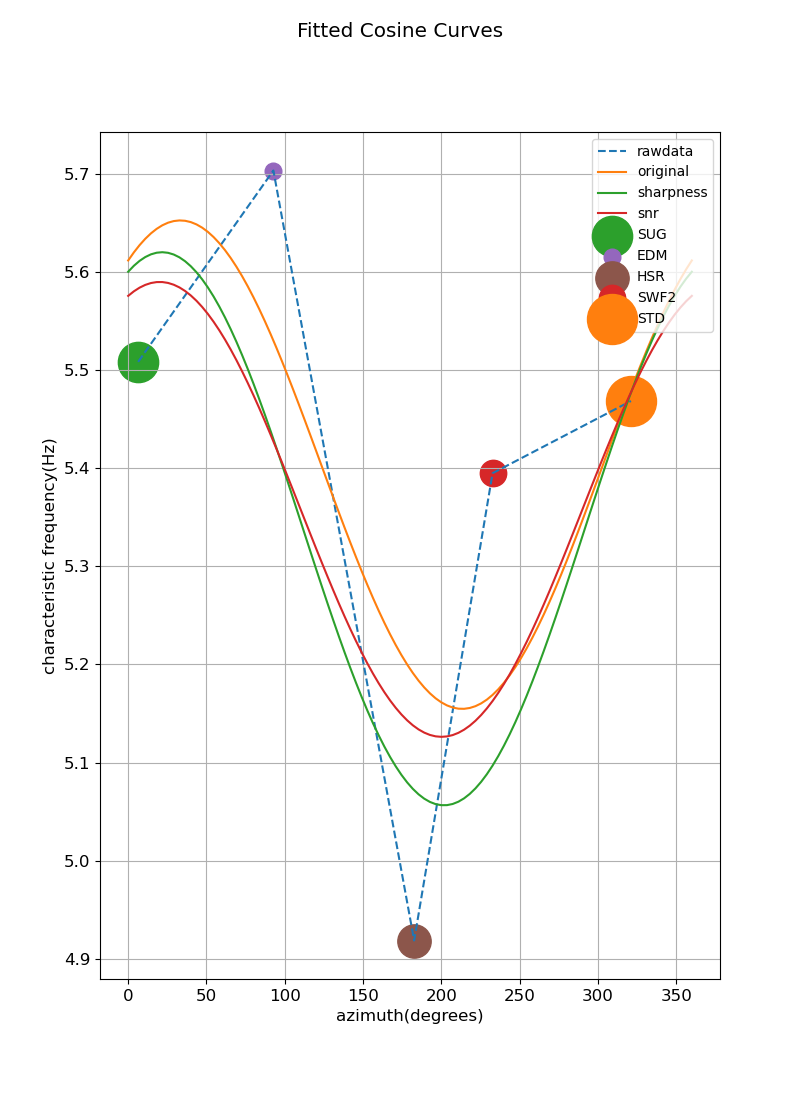 Fitted Cosine Curves
rawdata
original
sharpness
snr
SUG
EDM
HSR
SWF2
STD
5.7
5.6
5.5
5.4
5.3
5.2
5.1
5.0
4.9
characteristic frequency(Hz)
0 50 100 150 200 250 300 350
azimuth(degrees)